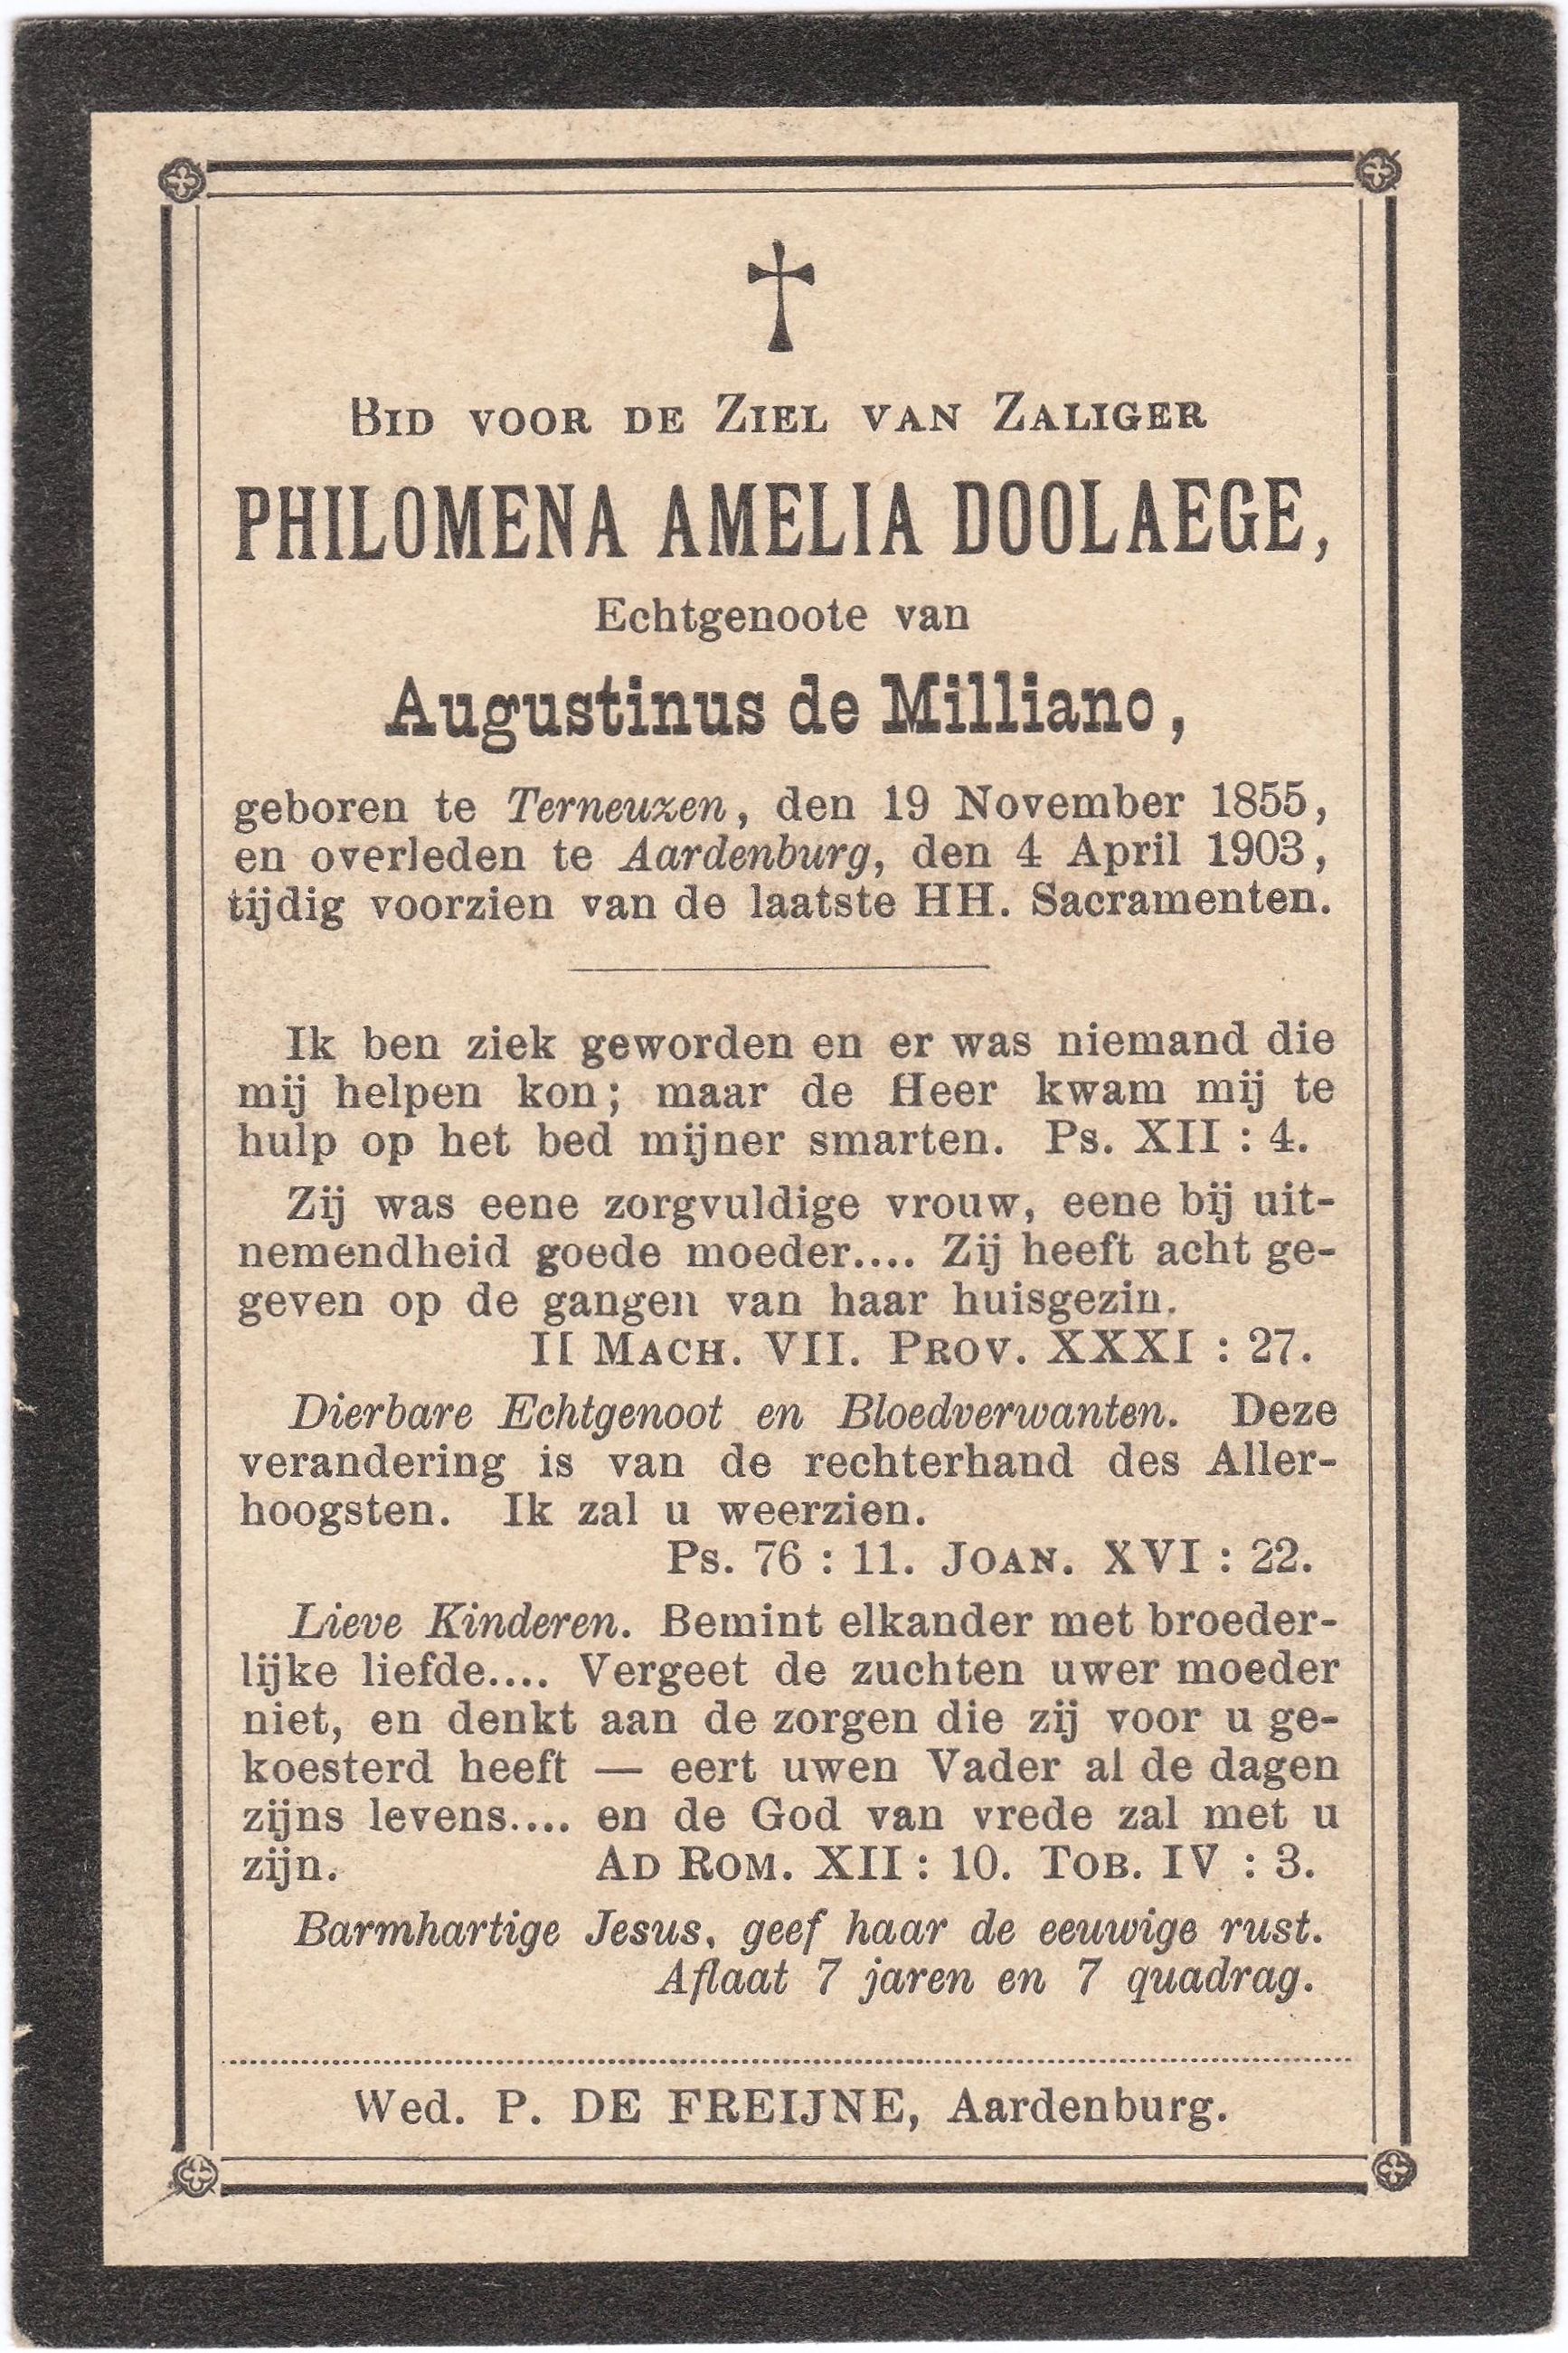 BID VOOR DE ZIEL VAN ZALIGER
PHILOMENA AMELIA DOOLAEGE,
Echtgenoote van
Augustinus de Milliano,
geboren te Terneuzen, den 19 November 1855,
en overleden te Aardenburg, den 4 April 1903,
tijdig voorzien van de laatste HH. Sacramenten.
Ik ben ziek geworden en er was niemand die
mij helpen kon; maar de Heer kwam mij te
hulp op het bed mijner smarten. Ps. XII : 4.
Zij was eene zorgvuldige vrouw, eene bij uit-
nemendheid goede moeder.... Zij heeft acht ge-
geven op de gangen van haar huisgezin.
II MACH. VII. PROV. XXXI : 27.
Dierbare Echtgenoot en Bloedverwanten. Deze
verandering is van de rechterhand des Aller-
hoogsten. Ik zal u weerzien.
Ps. 76 : 11. JOAN. XVI : 22.
Lieve Kinderen. Bemint elkander met broeder-
lijke liefde.... Vergeet de zuchten uwer moeder
niet, en denkt aan de zorgen die zij voor u ge-
koesterd heeft — eert uwen Vader al de dagen
zijns levens.... en de God van vrede zal met u
zijn. AD ROM. XII : 10. TOB. IV : 3.
Barmhartige Jesus, geef haar de eeuwige rust.
Aflaat 7 jaren en 7 quadrag.
Wed. P. DE FREIJNE, Aardenburg.